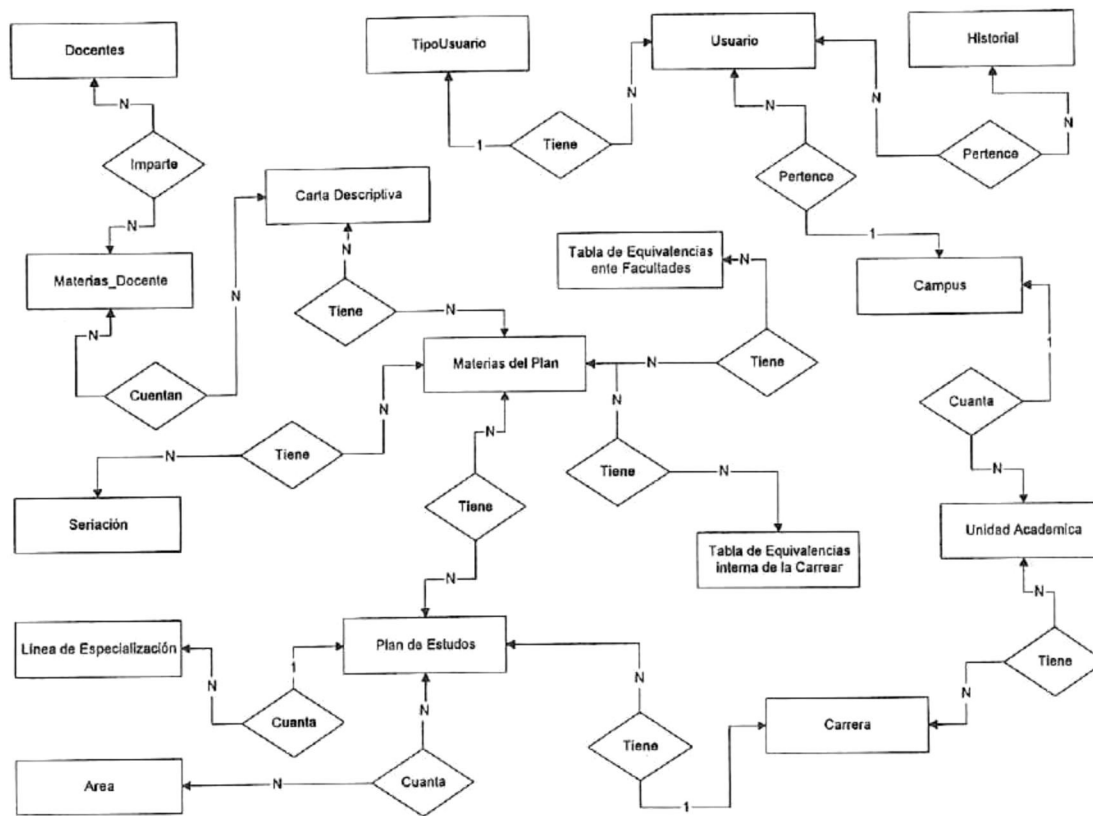 Docentes
TipoUsuario
Usuario
Historial
N
N
N
N
N
1
Tiene
Imparte
Pertence
Pertence
Carta Descriptiva
N
1
N
Tabla de Equivalencias
ente Facultades
N
Materias_Docente
N
Campus
N
Tiene
N
N
1
Materias del Plan
N
Tiene
Cuentan
N
N
Cuanta
N
Tiene
N
Tiene
N
N
Tiene
Seriación
Tabla de Equivalencias
interna de la Carrear
Unidad Academica
N
N
Linea de Especialización
Plan de Estudos
1
N
N
N
Tiene
N
Cuanta
Tiene
Carrera
Area
N
Cuanta
1